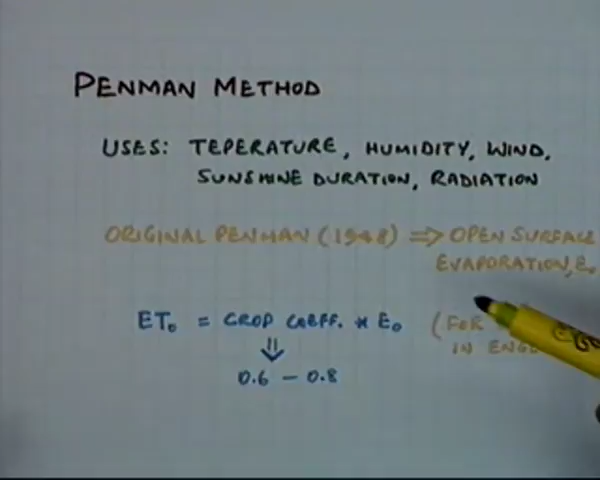 PENMAN METHOD
USES: TEPERATURE, HUMIDITY, WIND,
SUNSHINE DURATION, RADIATION
ORIGINAL PENMAN (1948) ⇒ OPEN SURFACE
EVAPORATION, E₀
ET₀ = CROP COEFF. * E₀ (FOR
⇓ IN
0.6 - 0.8